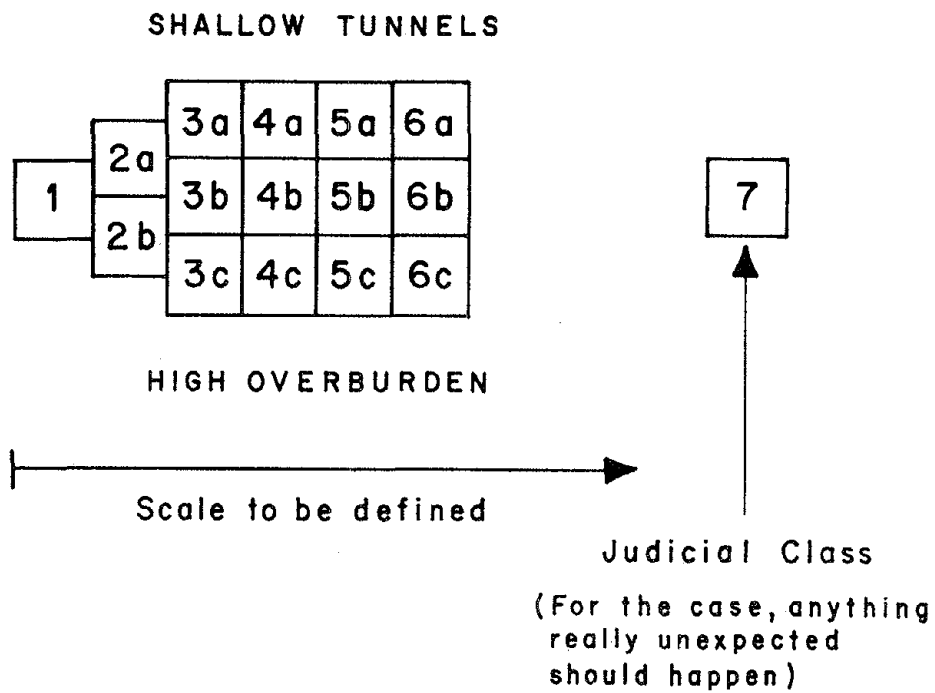 SHALLOW TUNNELS
3a 4a 5a 6a
2a
1 3b 4b 5b 6b 7
2b
3c 4c 5c 6c
HIGH OVERBURDEN
Scale to be defined
Judicial Class
(For the case, anything
really unexpected
should happen)